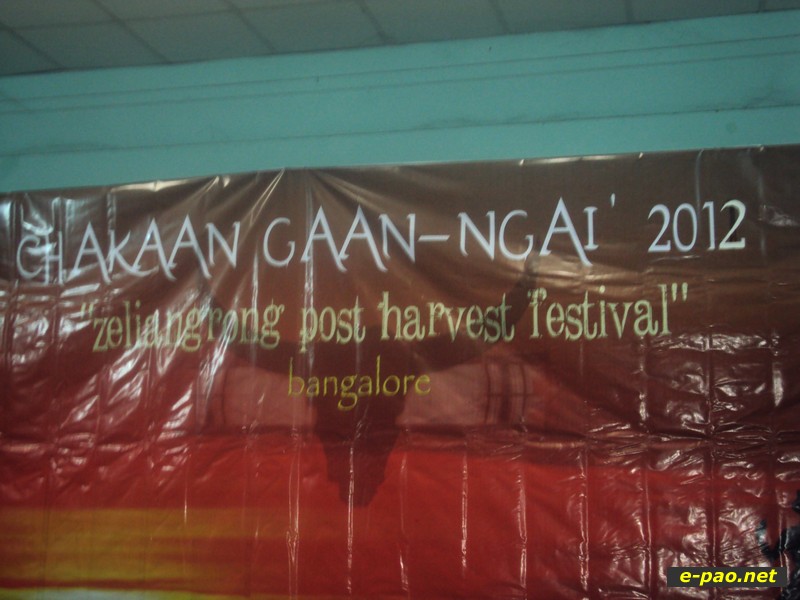 CHAKAAN GAAN-NGAI' 2012
"zeliangrong post harvest festival"
bangalore
e-pao.net